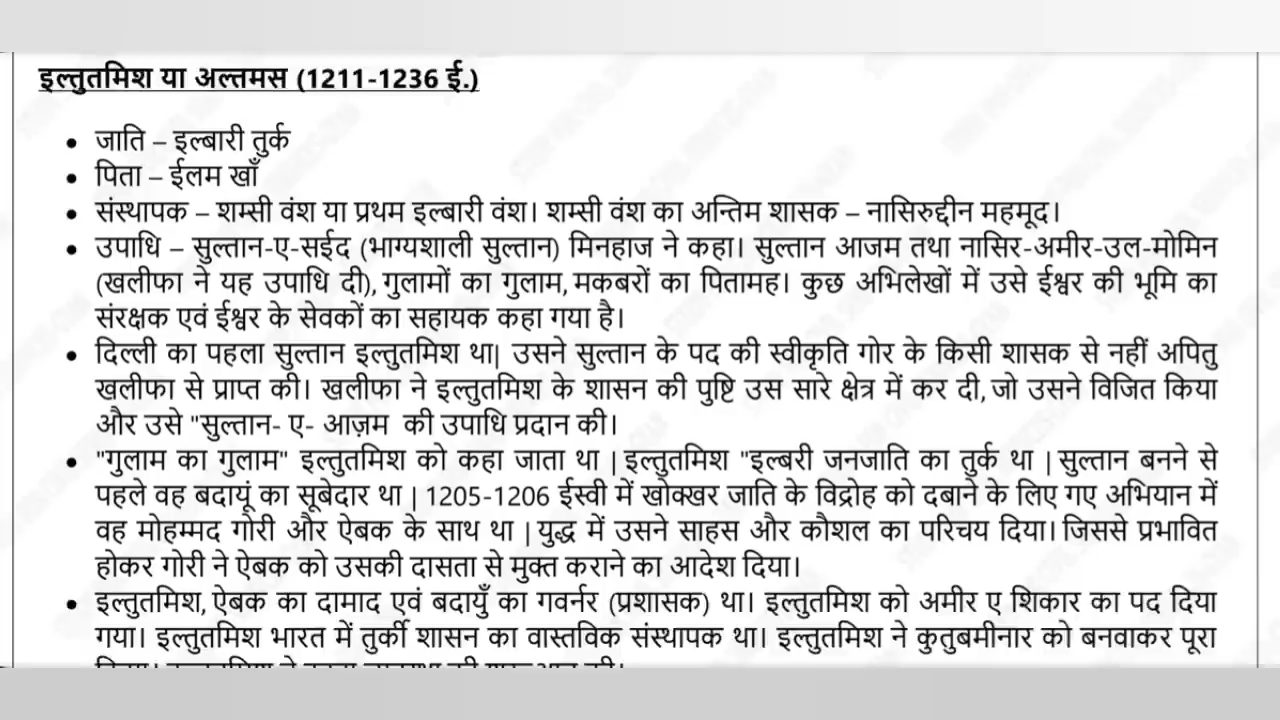 इल्तुतमिश या अल्तमस (1211-1236 ई.)
• जाति – इल्बारी तुर्क
• पिता – ईलम खाँ
• संस्थापक – शम्सी वंश या प्रथम इल्बारी वंश। शम्सी वंश का अन्तिम शासक – नासिरुद्दीन महमूद।
• उपाधि – सुल्तान-ए-सईद (भाग्यशाली सुल्तान) मिनहाज ने कहा। सुल्तान आजम तथा नासिर-अमीर-उल-मोमिन
(खलीफा ने यह उपाधि दी), गुलामों का गुलाम, मकबरों का पितामह। कुछ अभिलेखों में उसे ईश्वर की भूमि का
संरक्षक एवं ईश्वर के सेवकों का सहायक कहा गया है।
• दिल्ली का पहला सुल्तान इल्तुतमिश था| उसने सुल्तान के पद की स्वीकृति गोर के किसी शासक से नहीं अपितु
खलीफा से प्राप्त की। खलीफा ने इल्तुतमिश के शासन की पुष्टि उस सारे क्षेत्र में कर दी, जो उसने विजित किया
और उसे "सुल्तान- ए- आज़म की उपाधि प्रदान की।
• "गुलाम का गुलाम" इल्तुतमिश को कहा जाता था | इल्तुतमिश "इल्बरी जनजाति का तुर्क था | सुल्तान बनने से
पहले वह बदायूं का सूबेदार था | 1205-1206 ईस्वी में खोक्खर जाति के विद्रोह को दबाने के लिए गए अभियान में
वह मोहम्मद गोरी और ऐबक के साथ था | युद्ध में उसने साहस और कौशल का परिचय दिया। जिससे प्रभावित
होकर गोरी ने ऐबक को उसकी दासता से मुक्त कराने का आदेश दिया।
• इल्तुतमिश, ऐबक का दामाद एवं बदायुँ का गवर्नर (प्रशासक) था। इल्तुतमिश को अमीर ए शिकार का पद दिया
गया। इल्तुतमिश भारत में तुर्की शासन का वास्तविक संस्थापक था। इल्तुतमिश ने कुतुबमीनार को बनवाकर पूरा